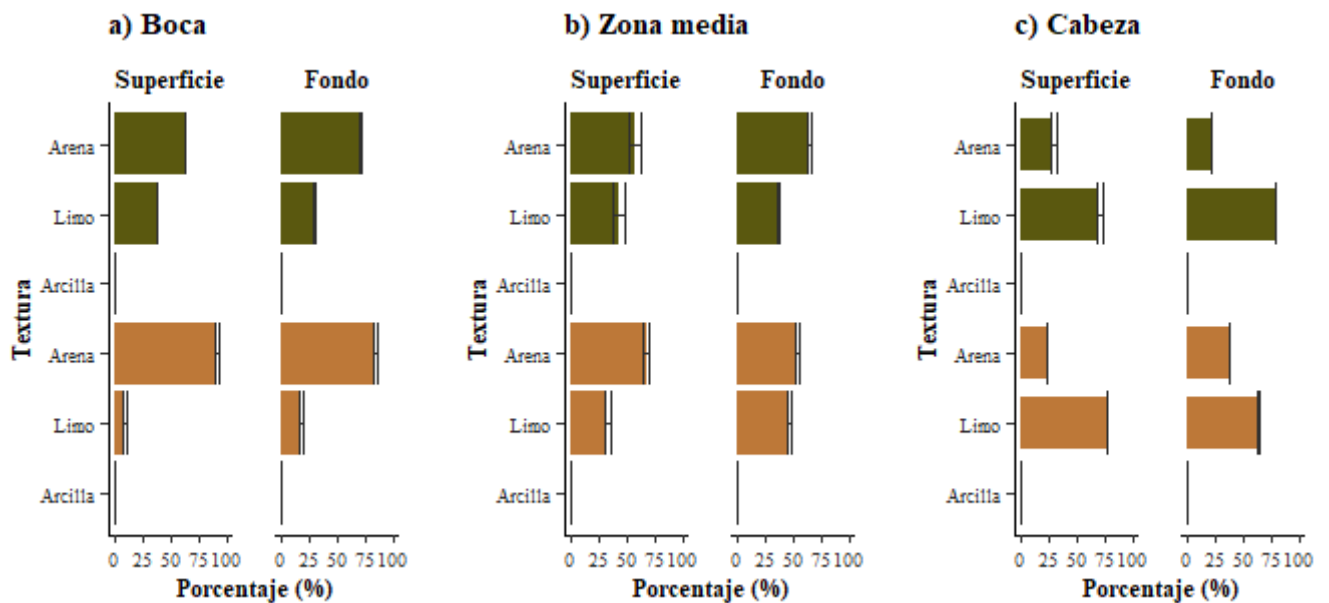 a) Boca
b) Zona media
c) Cabeza
Superficie Fondo
Superficie Fondo
Superficie Fondo
Textura
Arena
Limo
Arcilla
Arena
Limo
Arcilla
0 25 50 75 100 0 25 50 75 100
Porcentaje (%)
Textura
Arena
Limo
Arcilla
Arena
Limo
Arcilla
0 25 50 75 100 0 25 50 75 100
Porcentaje (%)
Textura
Arena
Limo
Arcilla
Arena
Limo
Arcilla
0 25 50 75 100 0 25 50 75 100
Porcentaje (%)